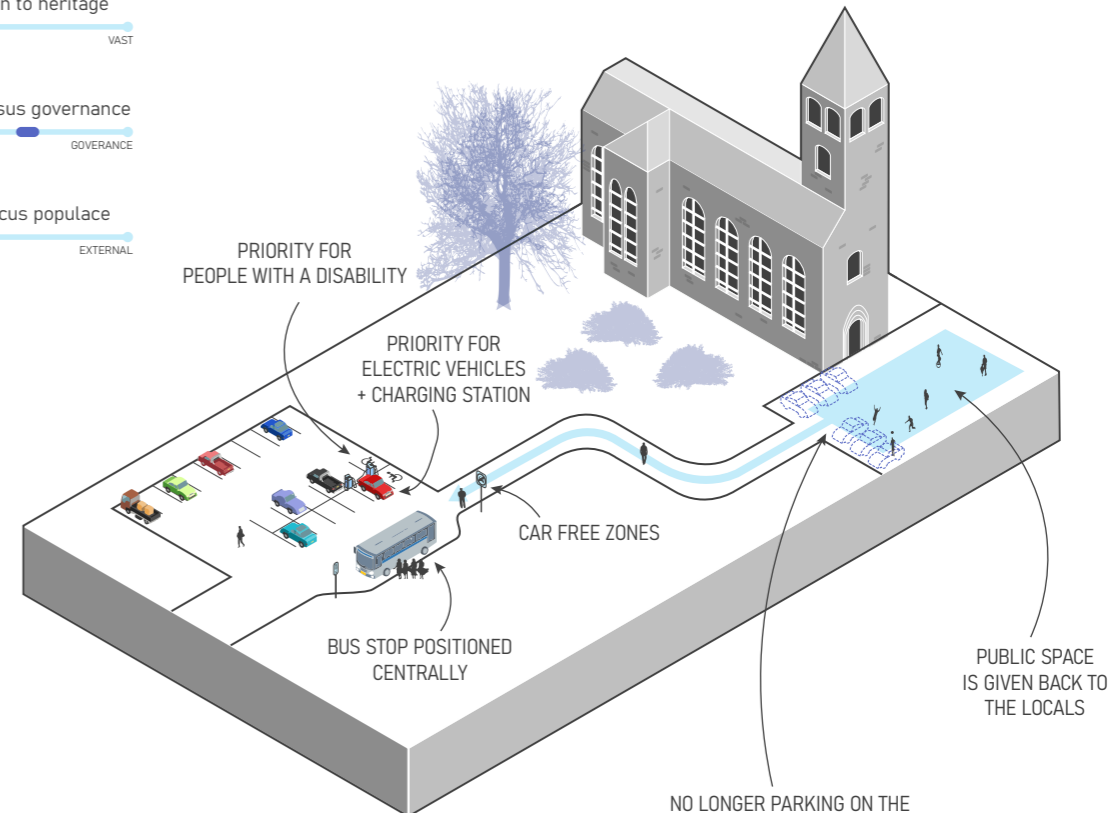 n to heritage
VAST
sus governance
GOVERANCE
cus populace
EXTERNAL
PRIORITY FOR
PEOPLE WITH A DISABILITY
PRIORITY FOR
ELECTRIC VEHICLES
+ CHARGING STATION
CAR FREE ZONES
BUS STOP POSITIONED
CENTRALLY
PUBLIC SPACE
IS GIVEN BACK TO
THE LOCALS
NO LONGER PARKING ON THE